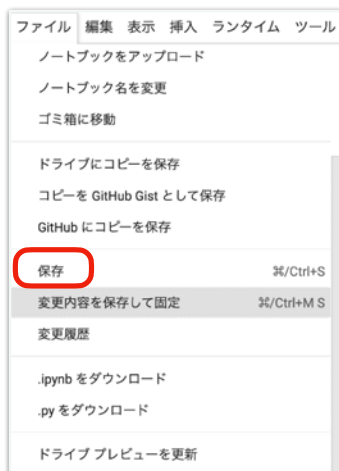 ファイル 編集 表示 挿入 ランタイム ツール
ノートブックをアップロード
ノートブック名を変更
ゴミ箱に移動
ドライブにコピーを保存
コピーを GitHub Gist として保存
GitHub にコピーを保存
保存 ⌘/Ctrl+S
変更内容を保存して固定 ⌘/Ctrl+M S
変更履歴
.ipynb をダウンロード
.py をダウンロード
ドライブ プレビューを更新